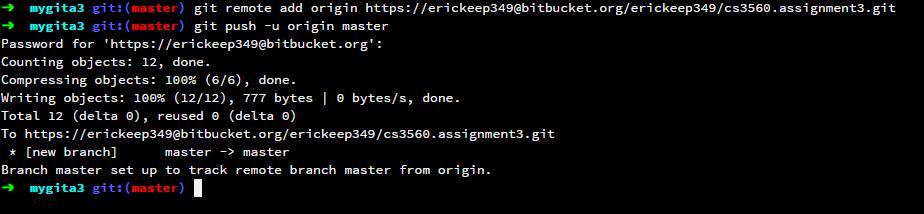 ➜  mygita3 git:(master) git remote add origin https://erickeep349@bitbucket.org/erickeep349/cs3560.assignment3.git
➜  mygita3 git:(master) git push -u origin master
Password for 'https://erickeep349@bitbucket.org':
Counting objects: 12, done.
Compressing objects: 100% (6/6), done.
Writing objects: 100% (12/12), 777 bytes | 0 bytes/s, done.
Total 12 (delta 0), reused 0 (delta 0)
To https://erickeep349@bitbucket.org/erickeep349/cs3560.assignment3.git
 * [new branch]      master -> master
Branch master set up to track remote branch master from origin.
➜  mygita3 git:(master)